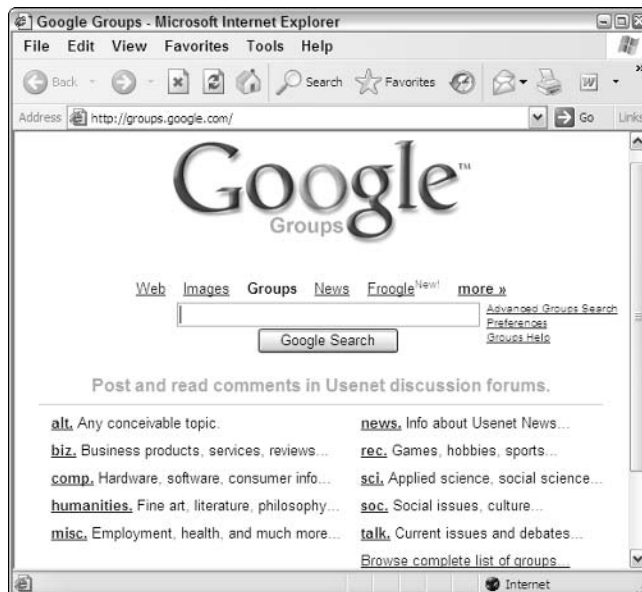 Google Groups - Microsoft Internet Explorer
File Edit View Favorites Tools Help
Back Search Favorites W »
Address http://groups.google.com/ Go Links
Google™
Groups
Web Images Groups News Froogle New! more »
Advanced Groups Search
Preferences
Groups Help
Google Search
Post and read comments in Usenet discussion forums.
alt. Any conceivable topic.
news. Info about Usenet News...
biz. Business products, services, reviews...
rec. Games, hobbies, sports...
comp. Hardware, software, consumer info...
sci. Applied science, social science...
humanities. Fine art, literature, philosophy...
soc. Social issues, culture...
misc. Employment, health, and much more...
talk. Current issues and debates...
Browse complete list of groups...
Internet